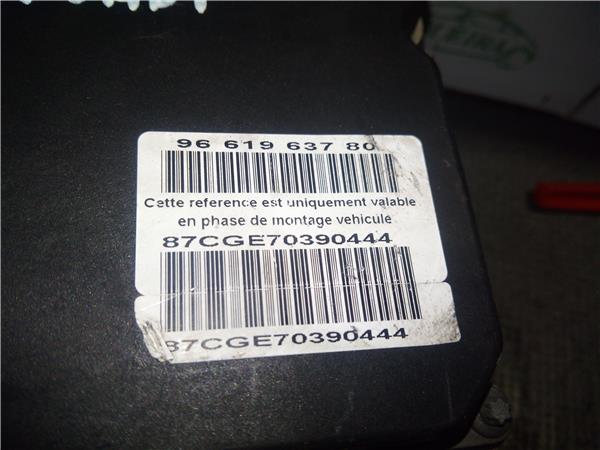 96 619 637 80
Cette reference est uniquement valable
en phase de montage vehicule
87CGE70390444
87CGE70390444